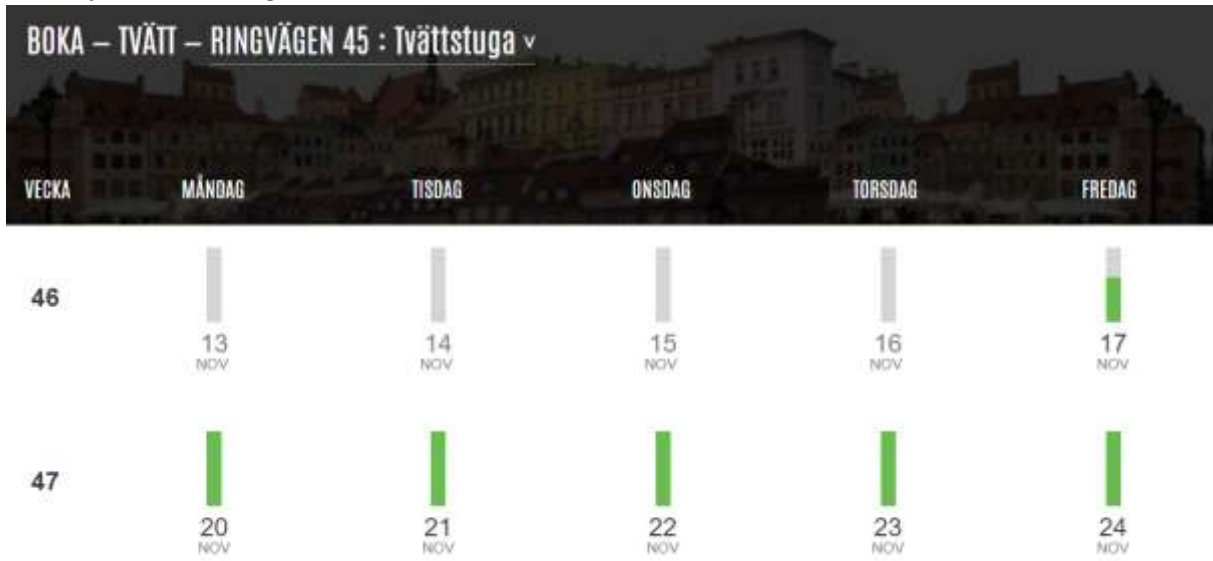 BOKA – TVÄTT – RINGVÄGEN 45 : Tvättstuga v
VECKA MÅNDAG TISDAG ONSDAG TORSDAG FREDAG
46
13 14 15 16 17
NOV NOV NOV NOV NOV
47
20 21 22 23 24
NOV NOV NOV NOV NOV